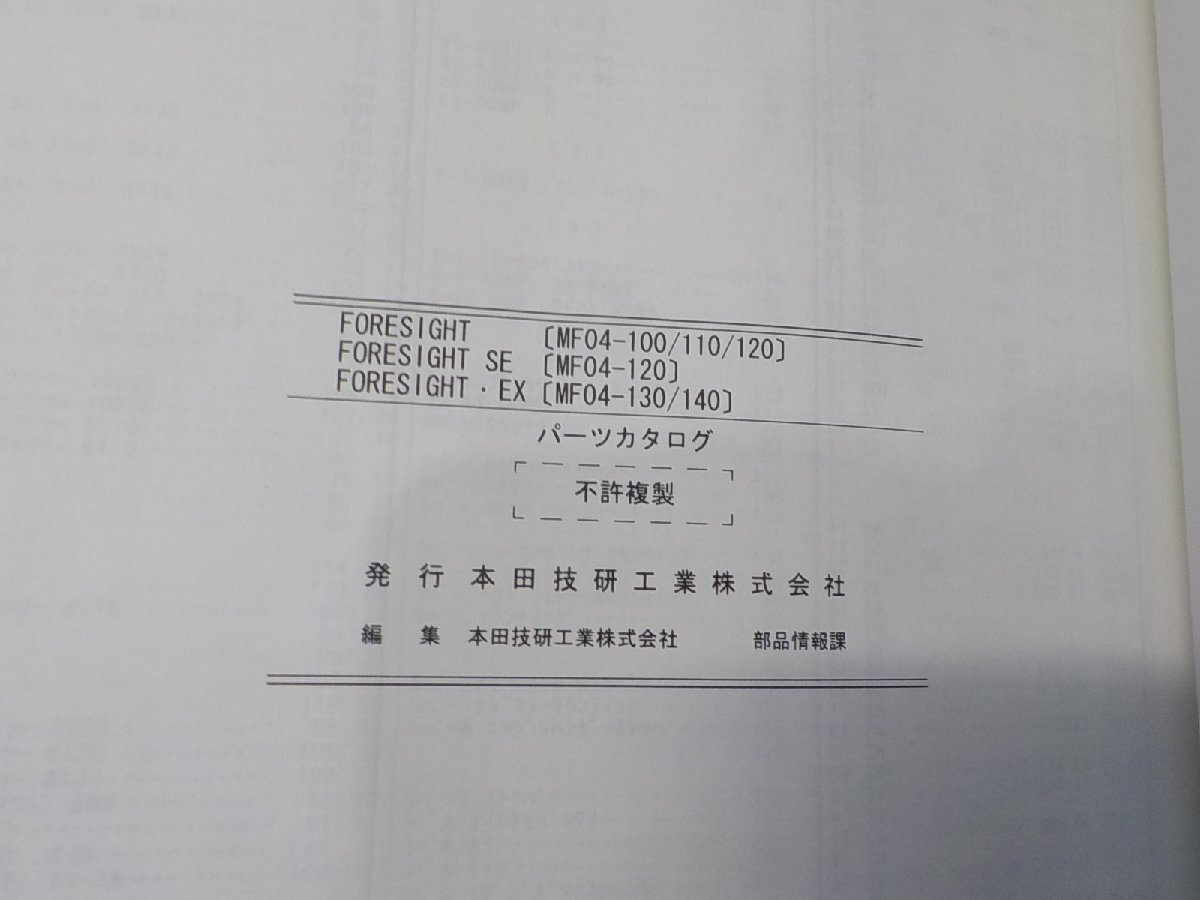 FORESIGHT 〔MF04-100/110/120〕
FORESIGHT SE 〔MF04-120〕
FORESIGHT・EX 〔MF04-130/140〕
パーツカタログ
不許複製
発行 本田技研工業株式会社
編集 本田技研工業株式会社 部品情報課